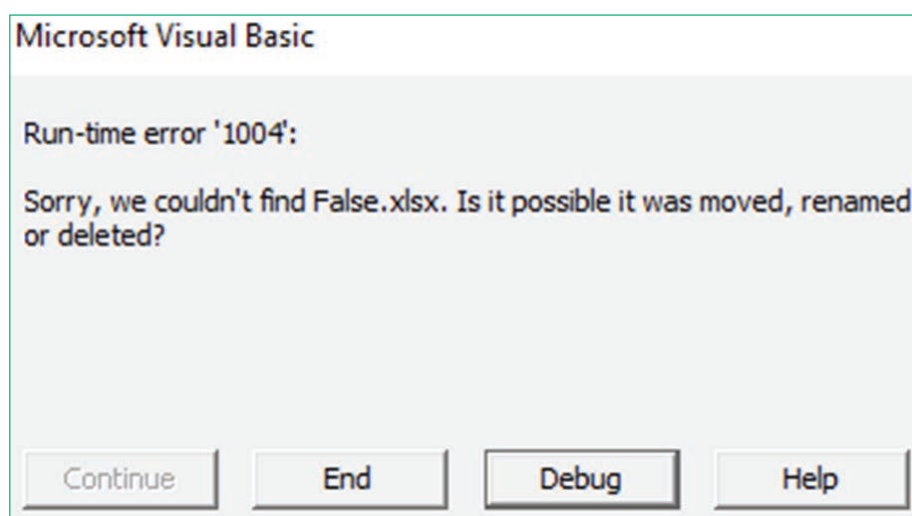 Microsoft Visual Basic
Run-time error '1004':
Sorry, we couldn't find False.xlsx. Is it possible it was moved, renamed
or deleted?
Continue
End
Debug
Help